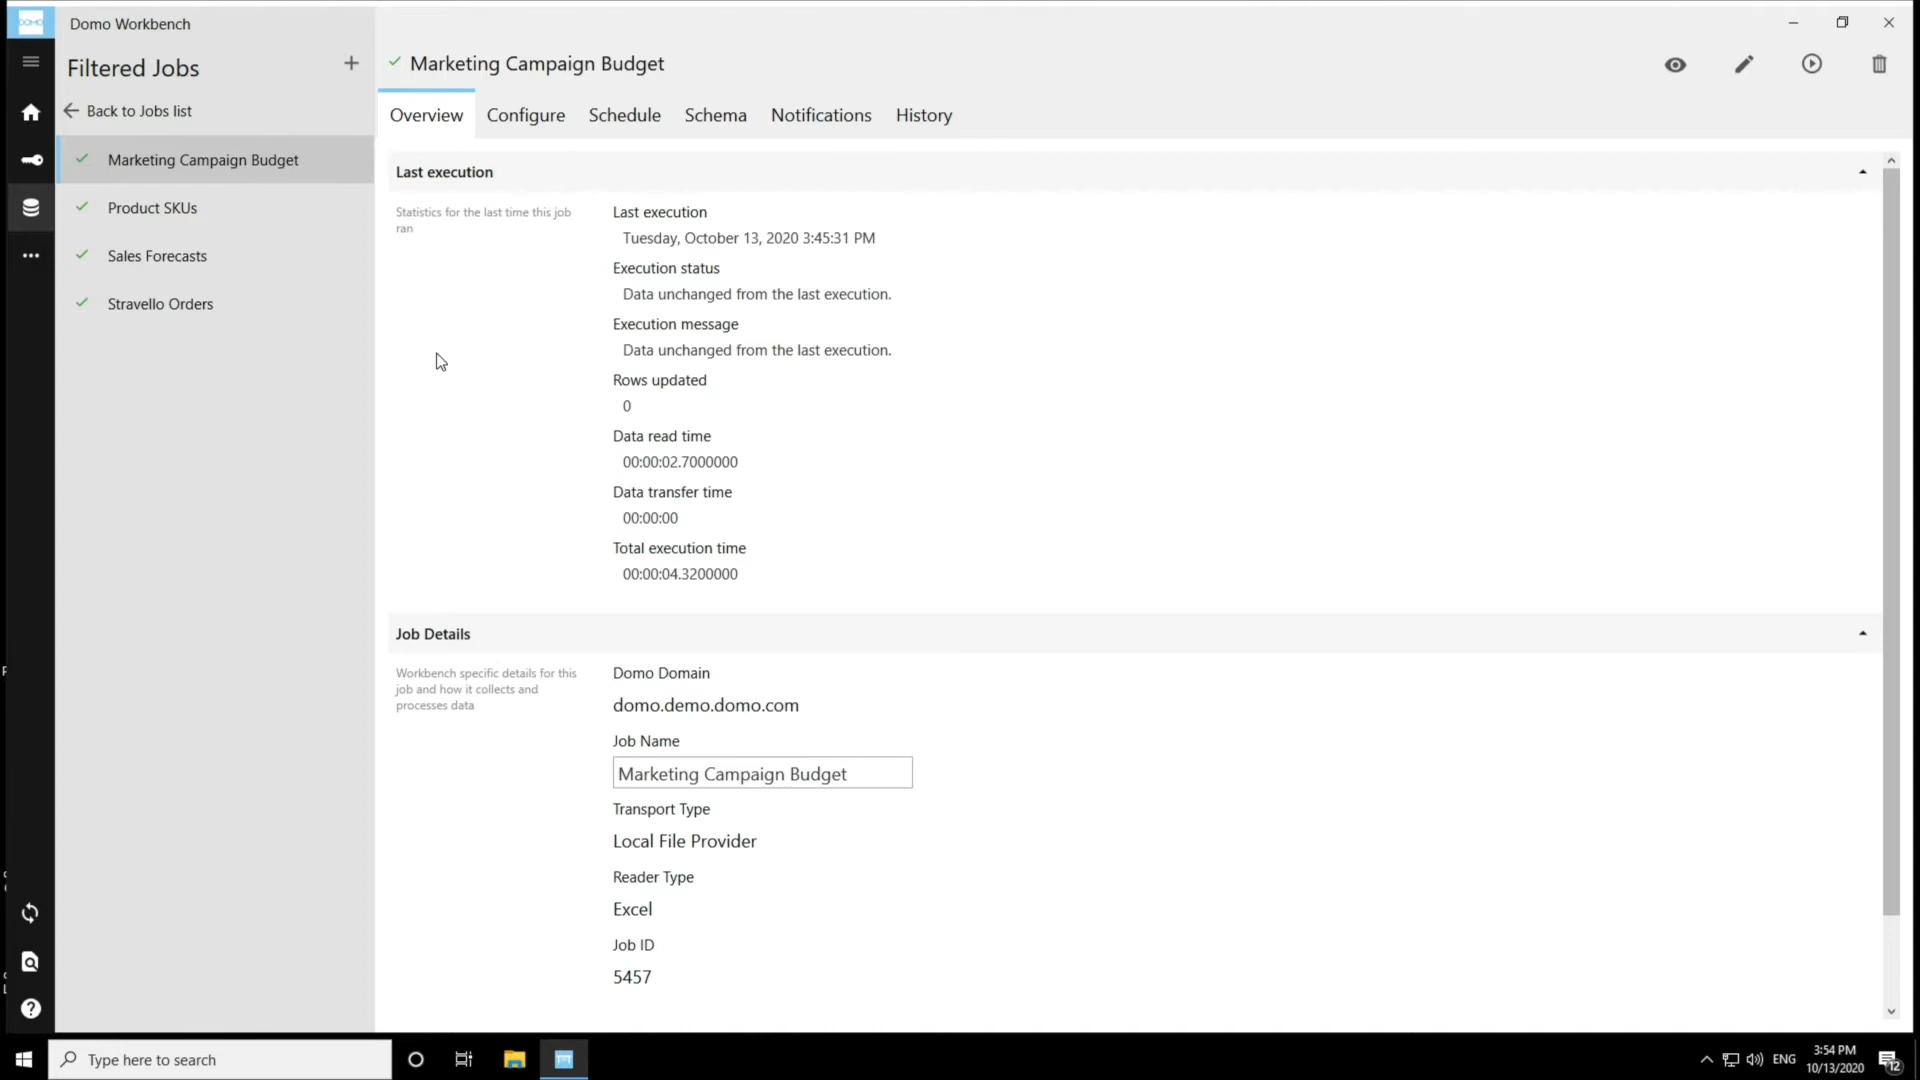 DOMO
Domo Workbench
Filtered Jobs
Back to Jobs list
Marketing Campaign Budget
Product SKUs
Sales Forecasts
Stravello Orders
Marketing Campaign Budget
Overview
Configure
Schedule
Schema
Notifications
History
Last execution
Statistics for the last time this job
ran
Last execution
Tuesday, October 13, 2020 3:45:31 PM
Execution status
Data unchanged from the last execution.
Execution message
Data unchanged from the last execution.
Rows updated
0
Data read time
00:00:02.7000000
Data transfer time
00:00:00
Total execution time
00:00:04.3200000
Job Details
Workbench specific details for this
job and how it collects and
processes data
Domo Domain
domo.demo.domo.com
Job Name
Marketing Campaign Budget
Transport Type
Local File Provider
Reader Type
Excel
Job ID
5457
Type here to search
ENG
3:54 PM
10/13/2020
12